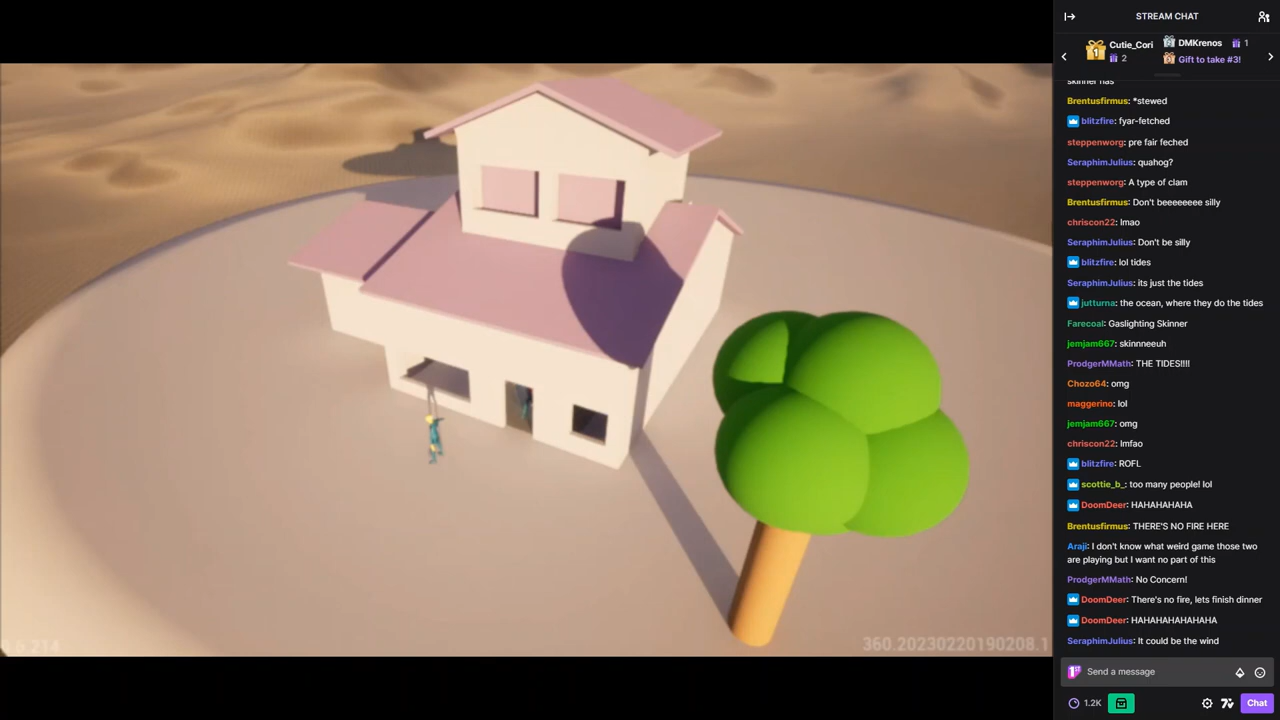 STREAM CHAT
Cutie_Cori
2
DMKrenos 1
Gift to take #3!
skinner has
Brentusfirmus: *stewed
blitzfire: fyar-fetched
steppenworg: pre fair feched
SeraphimJulius: quahog?
steppenworg: A type of clam
Brentusfirmus: Don't beeeeeeee silly
chriscon22: lmao
SeraphimJulius: Don't be silly
blitzfire: lol tides
SeraphimJulius: its just the tides
jutturna: the ocean, where they do the tides
Farecoal: Gaslighting Skinner
jemjam667: skinnneeuh
ProdgerMMath: THE TIDES!!!!
Chozo64: omg
maggerino: lol
jemjam667: omg
chriscon22: lmfao
blitzfire: ROFL
scottie_b_: too many people! lol
DoomDeer: HAHAHAHAHA
Brentusfirmus: THERE'S NO FIRE HERE
Araji: I don't know what weird game those two
are playing but I want no part of this
ProdgerMMath: No Concern!
DoomDeer: There's no fire, lets finish dinner
DoomDeer: HAHAHAHAHAHAHA
SeraphimJulius: It could be the wind
360.20230220190208.1
Send a message
1.2K
Chat